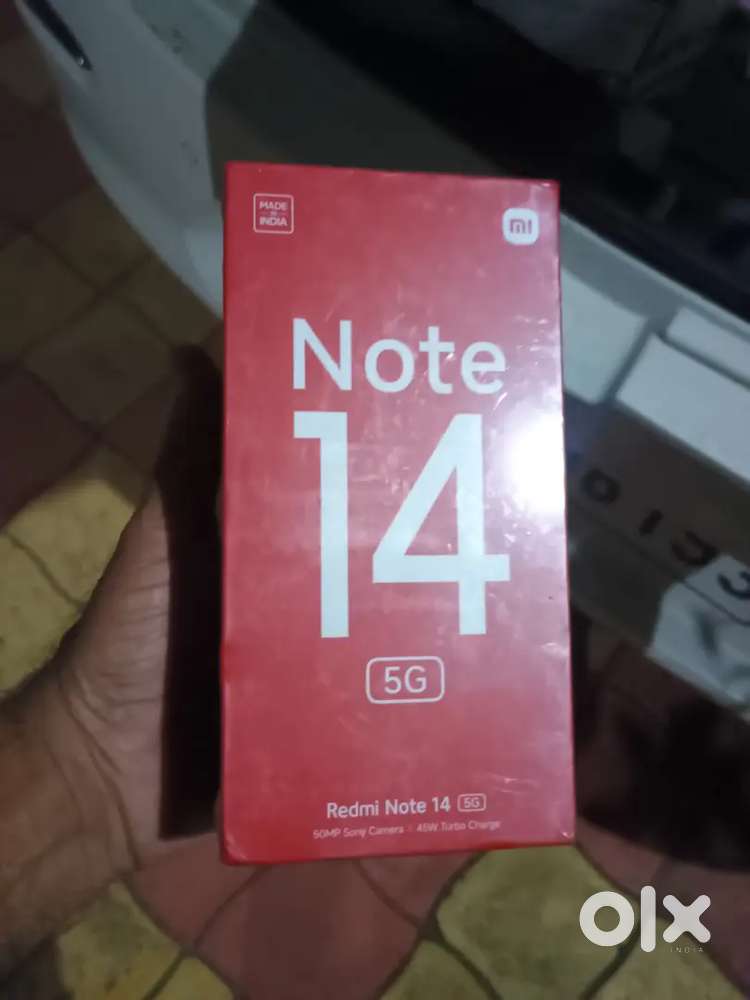 MADE
IN
INDIA
mi
Note
14
5G
Redmi Note 14 5G
50MP Sony Camera | 45W Turbo Charge
olx
INDIA